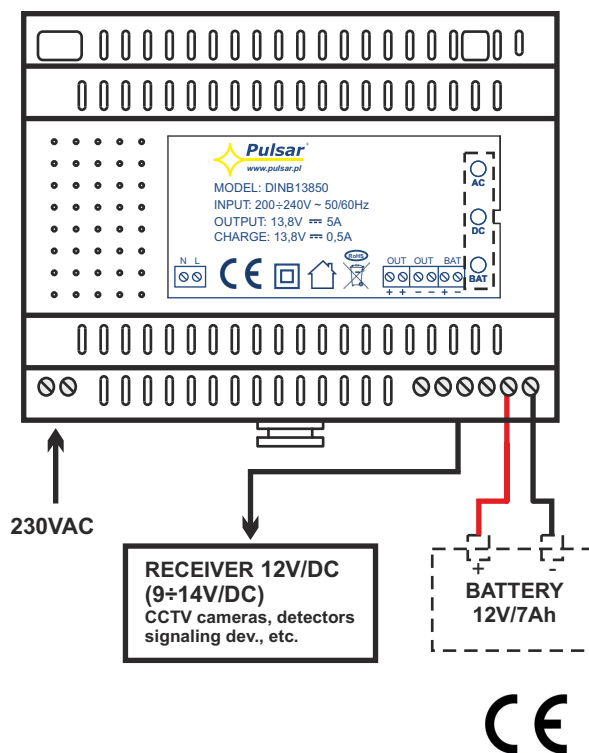 Pulsar®
www.pulsar.pl
MODEL: DINB13850
INPUT: 200÷240V ~ 50/60Hz
OUTPUT: 13,8V ⎓ 5A
CHARGE: 13,8V ⎓ 0,5A
AC
DC
BAT
N L
CE
RoHS
OUT OUT BAT
+ + − − + −
230VAC
RECEIVER 12V/DC
(9÷14V/DC)
CCTV cameras, detectors
signaling dev., etc.
+ -
BATTERY
12V/7Ah
CE